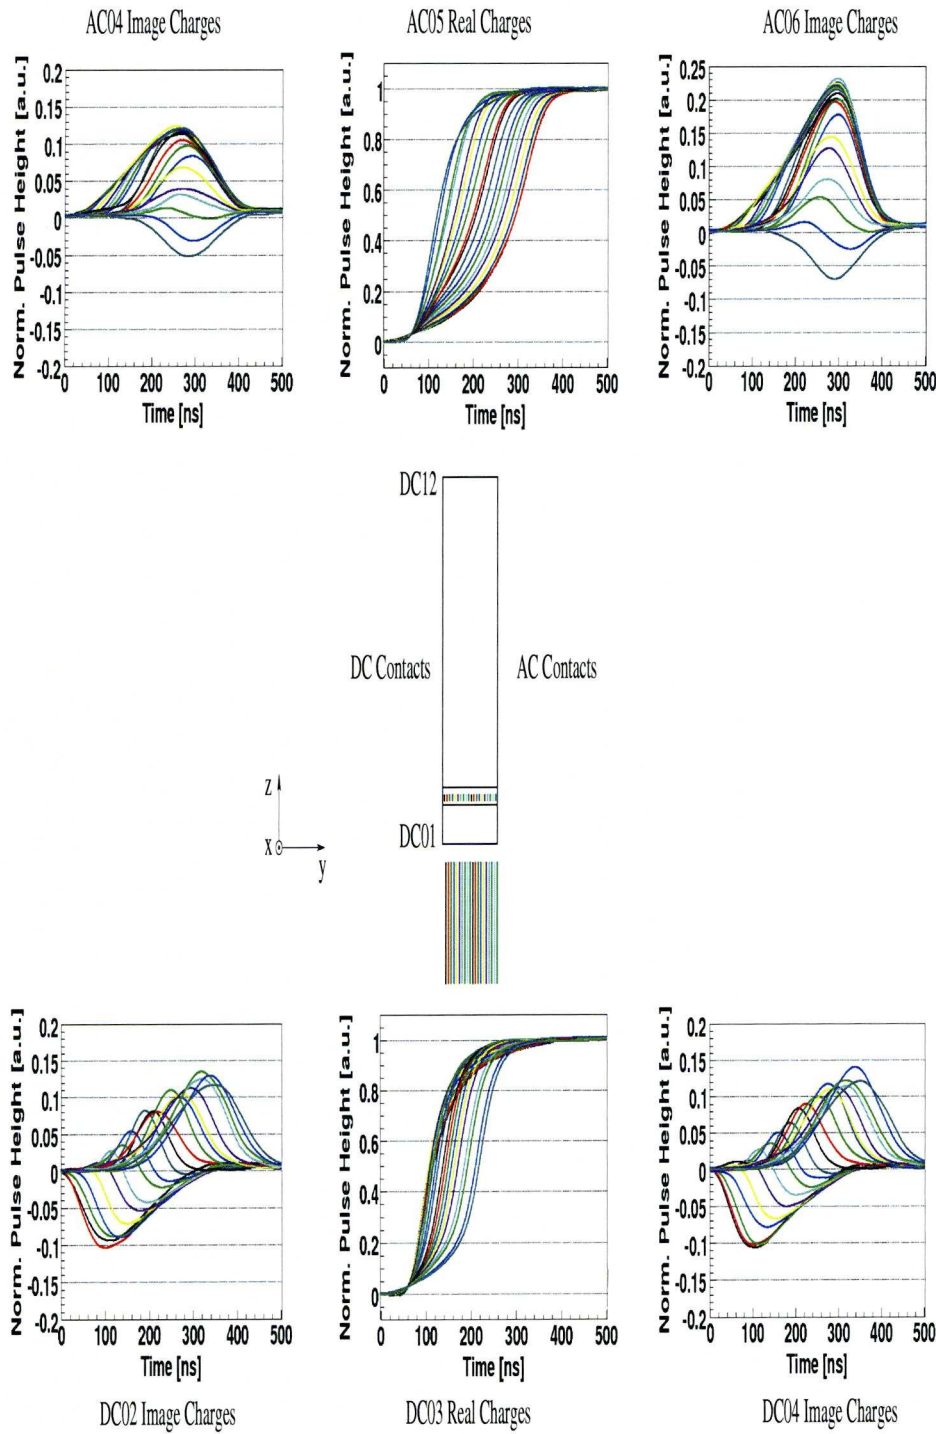 AC04 Image Charges
AC05 Real Charges
AC06 Image Charges
Norm. Pulse Height [a.u.]
0.2
0.15
0.1
0.05
0
-0.05
-0.1
-0.15
-0.2
0 100 200 300 400 500
Time [ns]
Norm. Pulse Height [a.u.]
1
0.8
0.6
0.4
0.2
0
0 100 200 300 400 500
Time [ns]
Norm. Pulse Height [a.u.]
0.25
0.2
0.15
0.1
0.05
0
-0.05
-0.1
-0.15
-0.2
0 100 200 300 400 500
Time [ns]
DC12
DC Contacts
AC Contacts
z
x
y
DC01
Norm. Pulse Height [a.u.]
0.2
0.15
0.1
0.05
0
-0.05
-0.1
-0.15
-0.2
0 100 200 300 400 500
Time [ns]
Norm. Pulse Height [a.u.]
1
0.8
0.6
0.4
0.2
0
0 100 200 300 400 500
Time [ns]
Norm. Pulse Height [a.u.]
0.2
0.15
0.1
0.05
0
-0.05
-0.1
-0.15
-0.2
0 100 200 300 400 500
Time [ns]
DC02 Image Charges
DC03 Real Charges
DC04 Image Charges